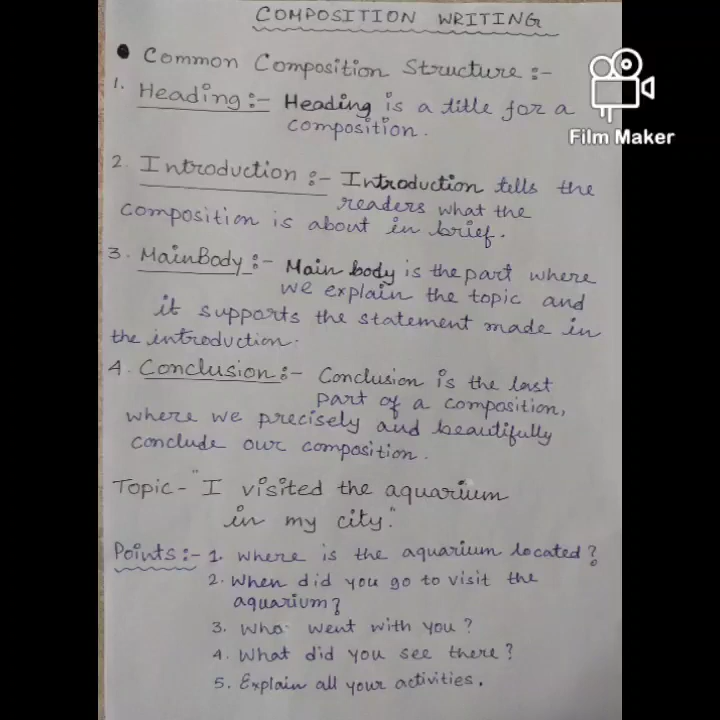 COMPOSITION WRITING
Common Composition Structure :-
1. Heading :- Heading is a title for a
composition.
2. Introduction :- Introduction tells the
readers what the
composition is about in brief.
3. MainBody :- Main body is the part where
we explain the topic and
it supports the statement made in
the introduction.
4. Conclusion :- Conclusion is the last
part of a composition,
where we precisely and beautifully
conclude our composition.
Topic - "I visited the aquarium
in my city."
Points :- 1. Where is the aquarium located?
2. When did you go to visit the
aquarium?
3. Who went with you?
4. What did you see there?
5. Explain all your activities.
Film Maker